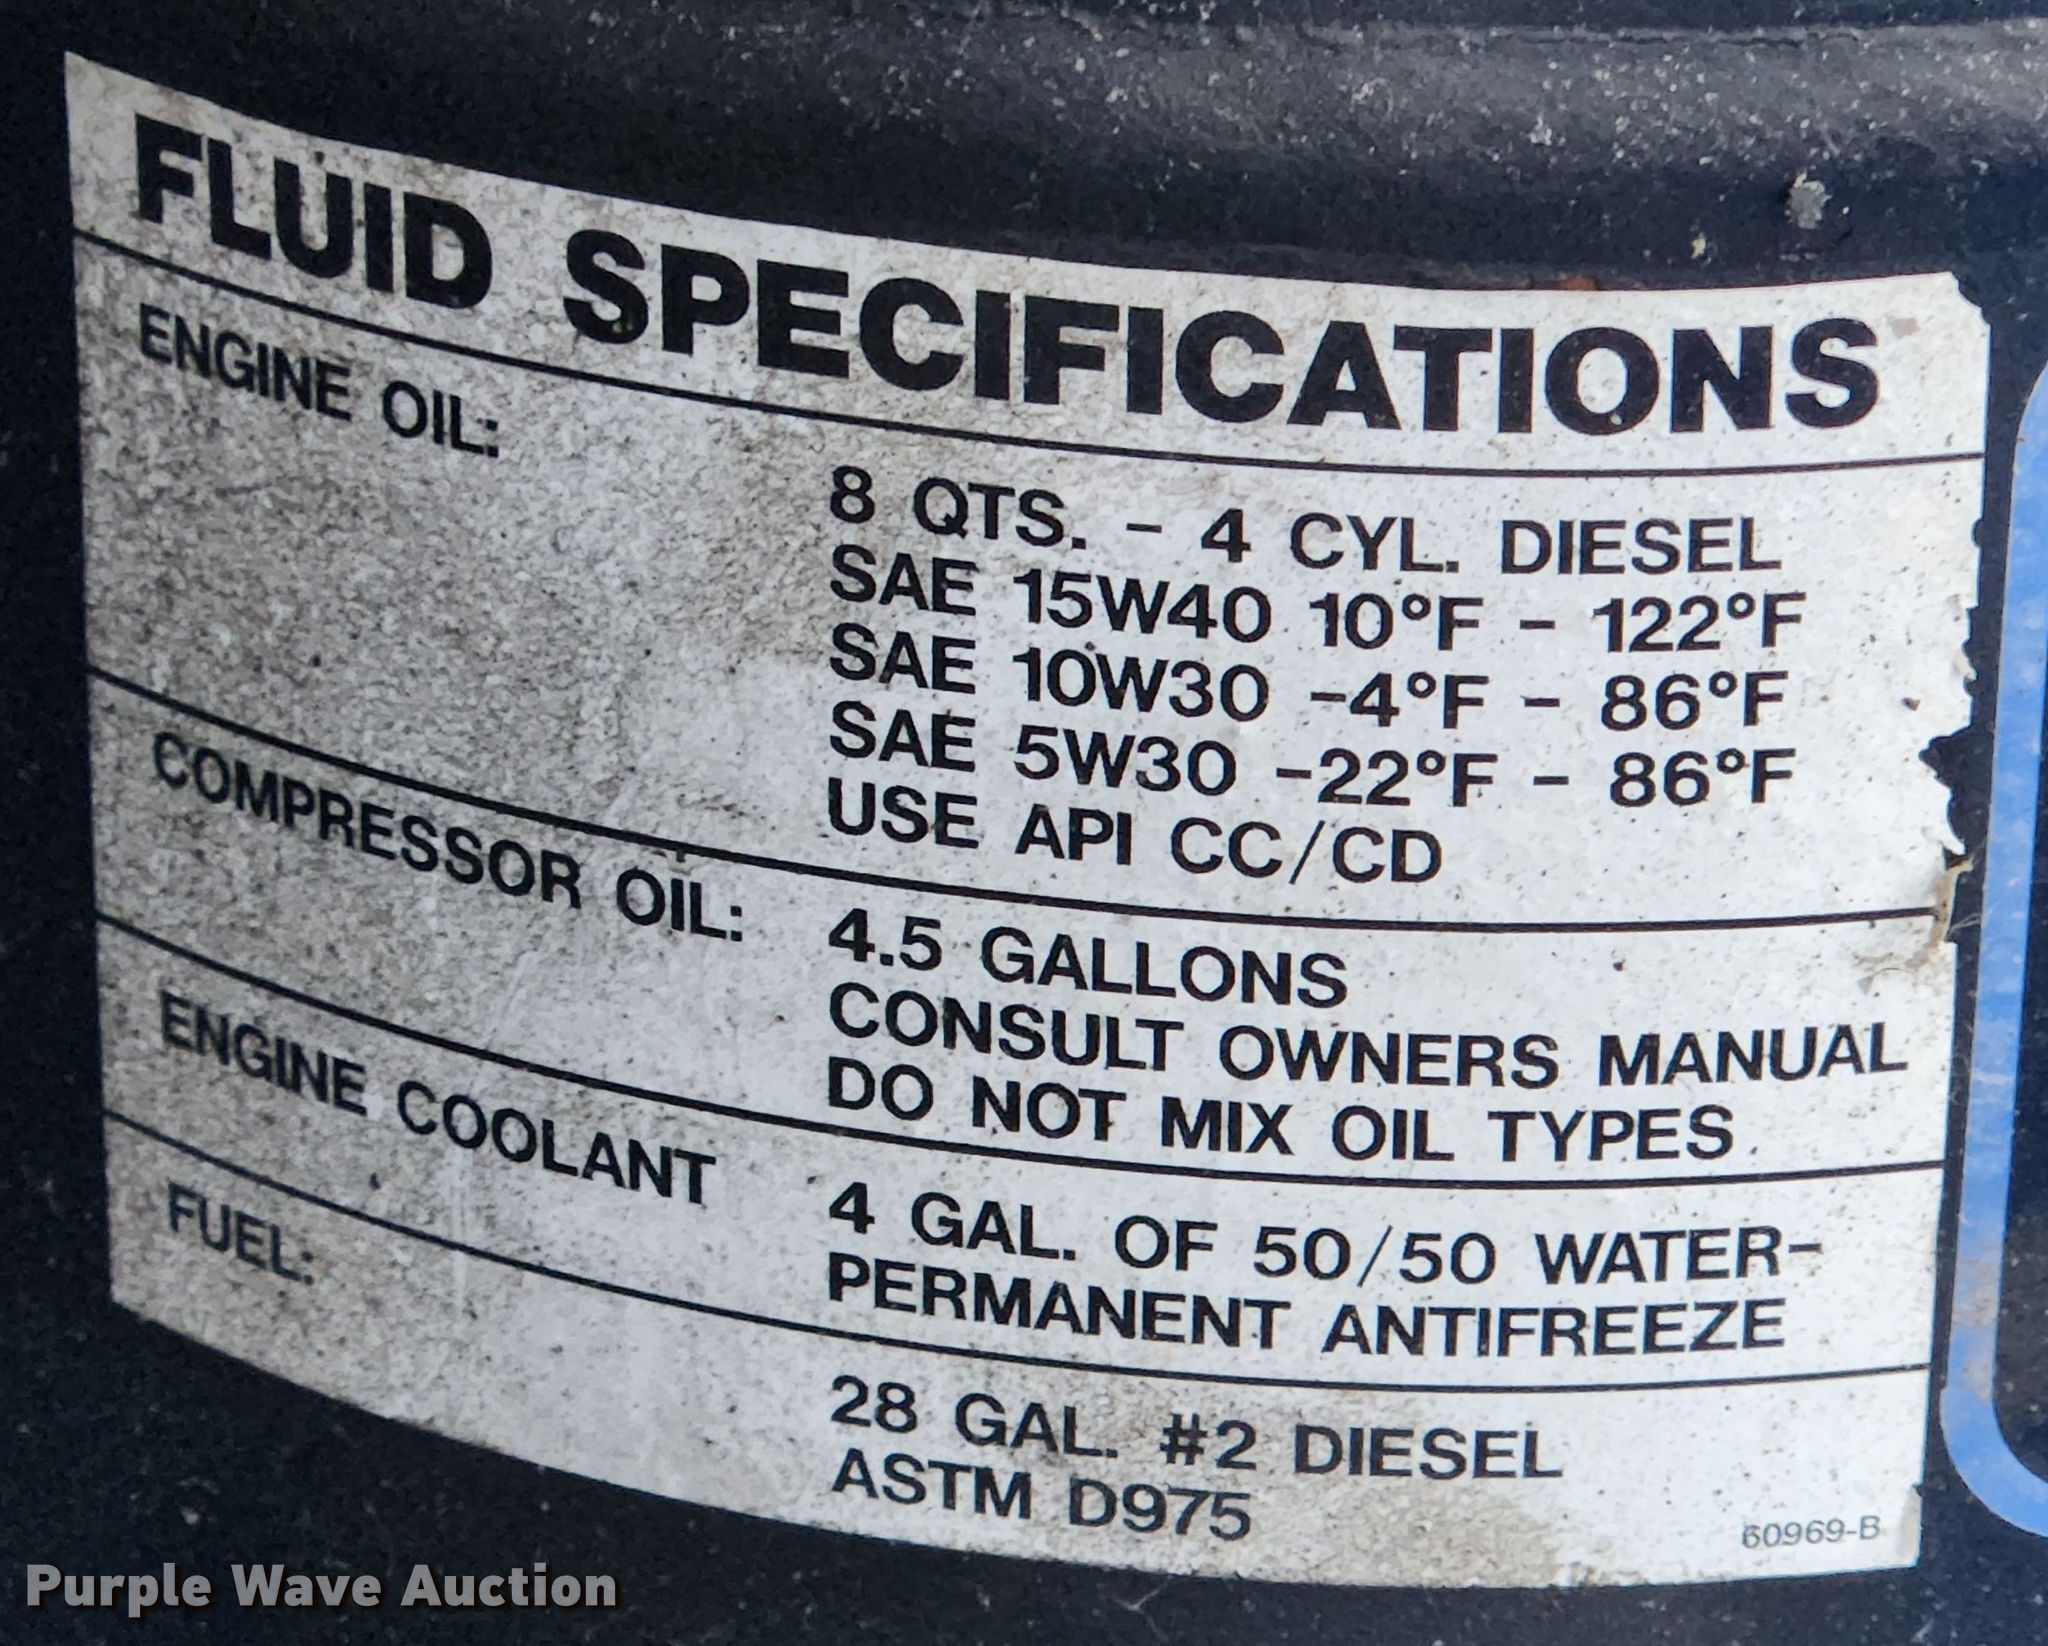 FLUID SPECIFICATIONS
ENGINE OIL:
8 QTS. - 4 CYL. DIESEL
SAE 15W40 10°F - 122°F
SAE 10W30 -4°F - 86°F
SAE 5W30 -22°F - 86°F
USE API CC/CD
COMPRESSOR OIL: 4.5 GALLONS
CONSULT OWNERS MANUAL
DO NOT MIX OIL TYPES
ENGINE COOLANT 4 GAL. OF 50/50 WATER-
PERMANENT ANTIFREEZE
FUEL: 28 GAL. #2 DIESEL
ASTM D975
60969-B
Purple Wave Auction